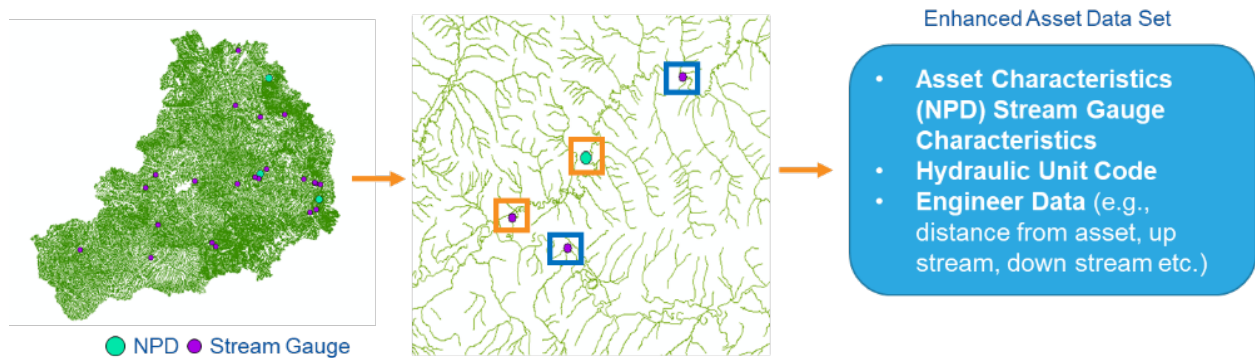 Enhanced Asset Data Set
• Asset Characteristics
(NPD) Stream Gauge
Characteristics
• Hydraulic Unit Code
• Engineer Data (e.g.,
distance from asset, up
stream, down stream etc.)
NPD Stream Gauge